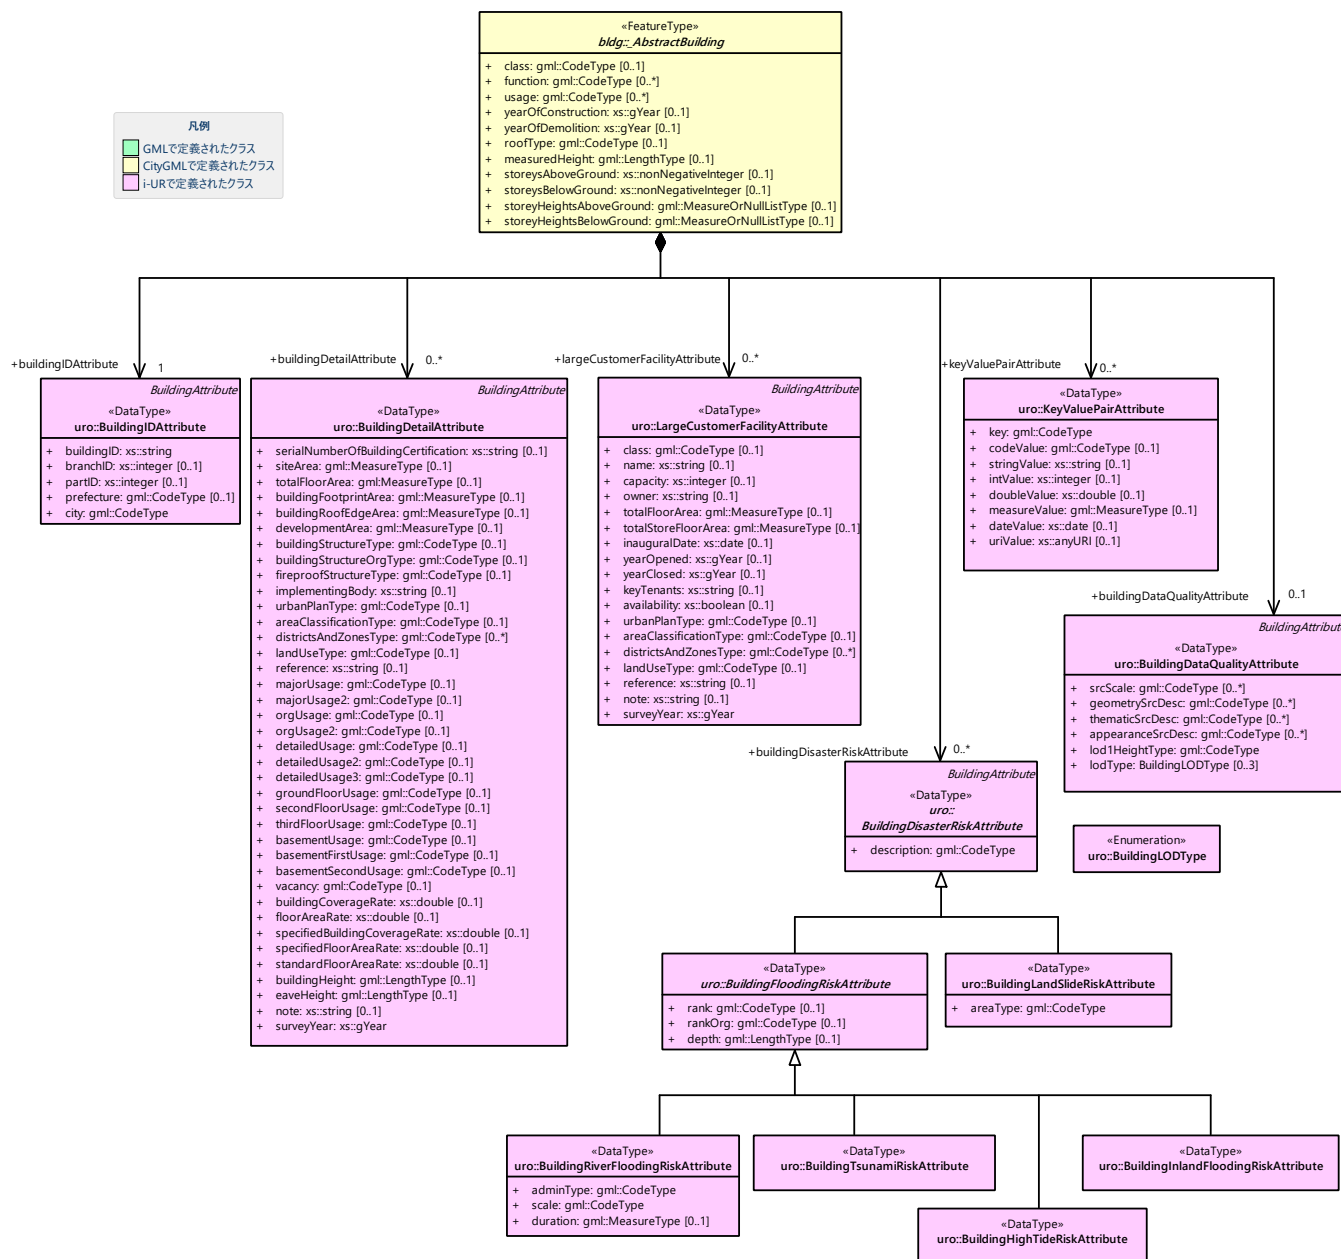 «FeatureType»
bldg::_AbstractBuilding
+ class: gml::CodeType [0..1]
+ function: gml::CodeType [0..*]
+ usage: gml::CodeType [0..*]
+ yearOfConstruction: xs::gYear [0..1]
+ yearOfDemolition: xs::gYear [0..1]
+ roofType: gml::CodeType [0..1]
+ measuredHeight: gml::LengthType [0..1]
+ storeysAboveGround: xs::nonNegativeInteger [0..1]
+ storeysBelowGround: xs::nonNegativeInteger [0..1]
+ storeyHeightsAboveGround: gml::MeasureOrNullListType [0..1]
+ storeyHeightsBelowGround: gml::MeasureOrNullListType [0..1]
凡例
GMLで定義されたクラス
CityGMLで定義されたクラス
i-URで定義されたクラス
+buildingIDAttribute
1
BuildingAttribute
«DataType»
uro::BuildingIDAttribute
+ buildingID: xs::string
+ branchID: xs::integer [0..1]
+ partID: xs::integer [0..1]
+ prefecture: gml::CodeType [0..1]
+ city: gml::CodeType
+buildingDetailAttribute
0..*
BuildingAttribute
«DataType»
uro::BuildingDetailAttribute
+ serialNumberOfBuildingCertification: xs::string [0..1]
+ siteArea: gml::MeasureType [0..1]
+ totalFloorArea: gml:MeasureType [0..1]
+ buildingFootprintArea: gml::MeasureType [0..1]
+ buildingRoofEdgeArea: gml::MeasureType [0..1]
+ developmentArea: gml::MeasureType [0..1]
+ buildingStructureType: gml::CodeType [0..1]
+ buildingStructureOrgType: gml::CodeType [0..1]
+ fireproofStructureType: gml::CodeType [0..1]
+ implementingBody: xs::string [0..1]
+ urbanPlanType: gml::CodeType [0..1]
+ areaClassificationType: gml::CodeType [0..1]
+ districtsAndZonesType: gml::CodeType [0..*]
+ landUseType: gml::CodeType [0..1]
+ reference: xs::string [0..1]
+ majorUsage: gml::CodeType [0..1]
+ majorUsage2: gml::CodeType [0..1]
+ orgUsage: gml::CodeType [0..1]
+ orgUsage2: gml::CodeType [0..1]
+ detailedUsage: gml::CodeType [0..1]
+ detailedUsage2: gml::CodeType [0..1]
+ detailedUsage3: gml::CodeType [0..1]
+ groundFloorUsage: gml::CodeType [0..1]
+ secondFloorUsage: gml::CodeType [0..1]
+ thirdFloorUsage: gml::CodeType [0..1]
+ basementUsage: gml::CodeType [0..1]
+ basementFirstUsage: gml::CodeType [0..1]
+ basementSecondUsage: gml::CodeType [0..1]
+ vacancy: gml::CodeType [0..1]
+ buildingCoverageRate: xs::double [0..1]
+ floorAreaRate: xs::double [0..1]
+ specifiedBuildingCoverageRate: xs::double [0..1]
+ specifiedFloorAreaRate: xs::double [0..1]
+ standardFloorAreaRate: xs::double [0..1]
+ buildingHeight: gml::LengthType [0..1]
+ eaveHeight: gml::LengthType [0..1]
+ note: xs::string [0..1]
+ surveyYear: xs::gYear
+largeCustomerFacilityAttribute
0..*
BuildingAttribute
«DataType»
uro::LargeCustomerFacilityAttribute
+ class: gml::CodeType [0..1]
+ name: xs::string [0..1]
+ capacity: xs::integer [0..1]
+ owner: xs::string [0..1]
+ totalFloorArea: gml::MeasureType [0..1]
+ totalStoreFloorArea: gml::MeasureType [0..1]
+ inauguralDate: xs::date [0..1]
+ yearOpened: xs::gYear [0..1]
+ yearClosed: xs::gYear [0..1]
+ keyTenants: xs::string [0..1]
+ availability: xs::boolean [0..1]
+ urbanPlanType: gml::CodeType [0..1]
+ areaClassificationType: gml::CodeType [0..1]
+ districtsAndZonesType: gml::CodeType [0..*]
+ landUseType: gml::CodeType [0..1]
+ reference: xs::string [0..1]
+ note: xs::string [0..1]
+ surveyYear: xs::gYear
+keyValuePairAttribute
0..*
«DataType»
uro::KeyValuePairAttribute
+ key: gml::CodeType
+ codeValue: gml::CodeType [0..1]
+ stringValue: xs::string [0..1]
+ intValue: xs::integer [0..1]
+ doubleValue: xs::double [0..1]
+ measureValue: gml::MeasureType [0..1]
+ dateValue: xs::date [0..1]
+ uriValue: xs::anyURI [0..1]
+buildingDataQualityAttribute
0..1
BuildingAttribute
«DataType»
uro::BuildingDataQualityAttribute
+ srcScale: gml::CodeType [0..*]
+ geometrySrcDesc: gml::CodeType [0..*]
+ thematicSrcDesc: gml::CodeType [0..*]
+ appearanceSrcDesc: gml::CodeType [0..*]
+ lod1HeightType: gml::CodeType
+ lodType: BuildingLODType [0..3]
+buildingDisasterRiskAttribute
0..*
BuildingAttribute
«DataType»
uro::
BuildingDisasterRiskAttribute
+ description: gml::CodeType
«Enumeration»
uro::BuildingLODType
«DataType»
uro::BuildingFloodingRiskAttribute
+ rank: gml::CodeType [0..1]
+ rankOrg: gml::CodeType [0..1]
+ depth: gml::LengthType [0..1]
«DataType»
uro::BuildingLandSlideRiskAttribute
+ areaType: gml::CodeType
«DataType»
uro::BuildingRiverFloodingRiskAttribute
+ adminType: gml::CodeType
+ scale: gml::CodeType
+ duration: gml::MeasureType [0..1]
«DataType»
uro::BuildingTsunamiRiskAttribute
«DataType»
uro::BuildingInlandFloodingRiskAttribute
«DataType»
uro::BuildingHighTideRiskAttribute